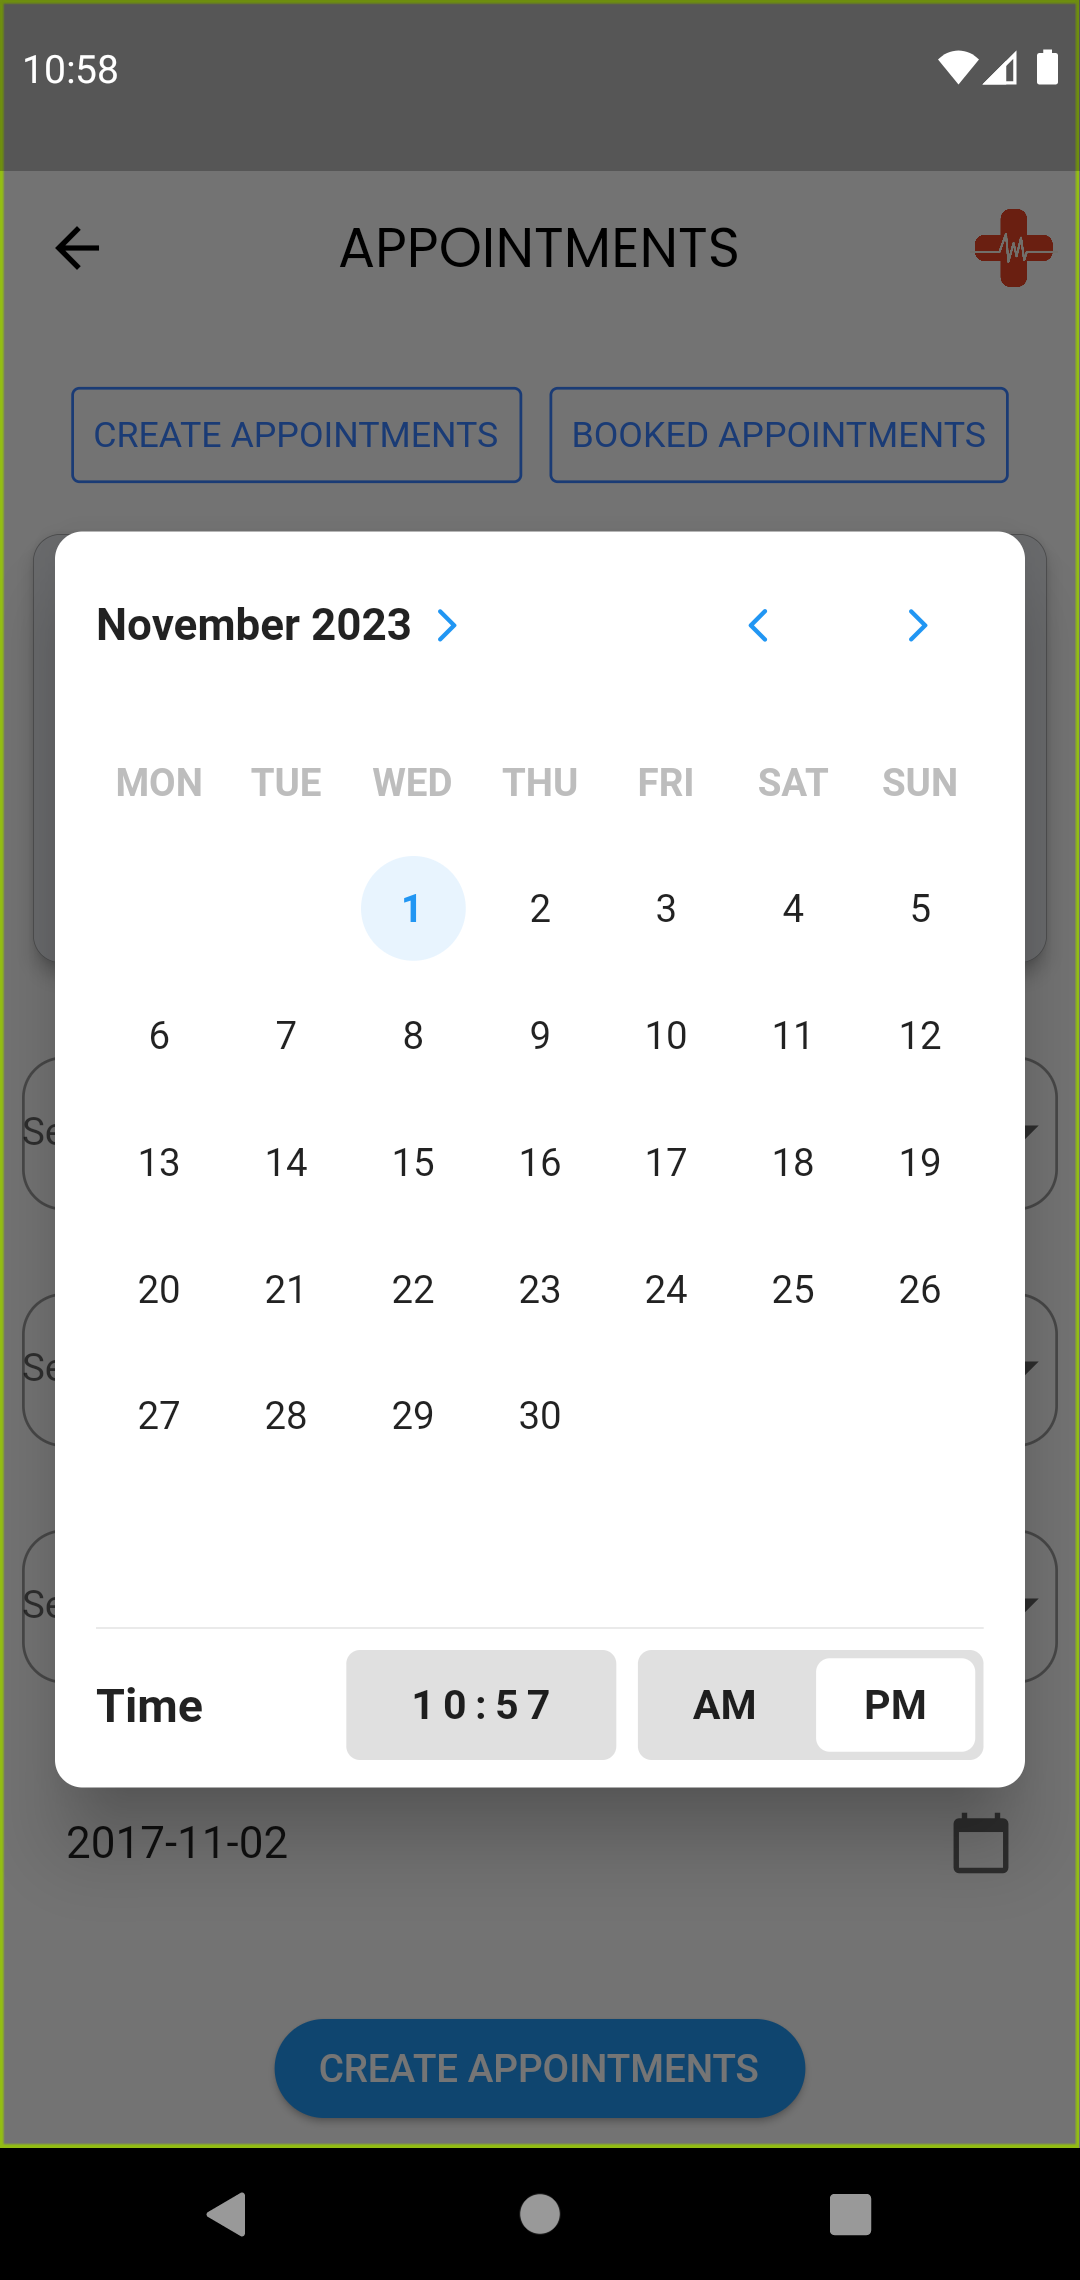 10:58
APPOINTMENTS
CREATE APPOINTMENTS BOOKED APPOINTMENTS
November 2023
MON TUE WED THU FRI SAT SUN
1 2 3 4 5
6 7 8 9 10 11 12
13 14 15 16 17 18 19
20 21 22 23 24 25 26
27 28 29 30
Time 10:57 AM PM
2017-11-02
CREATE APPOINTMENTS